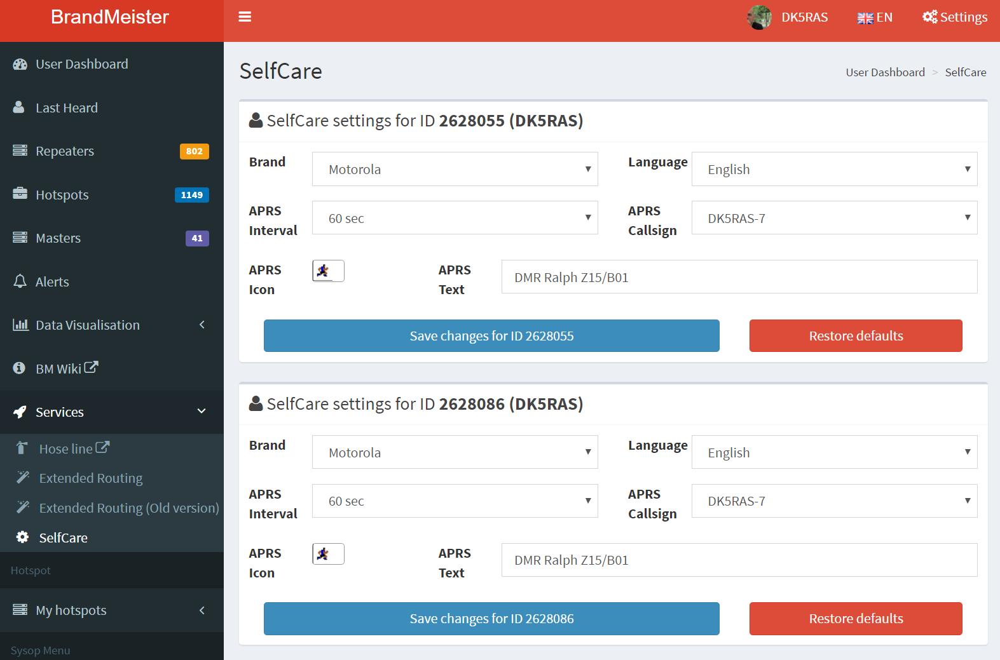 BrandMeister
DK5RAS
EN
Settings
User Dashboard
Last Heard
Repeaters 802
Hotspots 1149
Masters 41
Alerts
Data Visualisation
BM Wiki
Services
Hose line
Extended Routing
Extended Routing (Old version)
SelfCare
Hotspot
My hotspots
Sysop Menu
SelfCare
User Dashboard > SelfCare
SelfCare settings for ID 2628055 (DK5RAS)
Brand
Motorola
Language
English
APRS
Interval
60 sec
APRS
Callsign
DK5RAS-7
APRS
Icon
APRS
Text
DMR Ralph Z15/B01
Save changes for ID 2628055
Restore defaults
SelfCare settings for ID 2628086 (DK5RAS)
Brand
Motorola
Language
English
APRS
Interval
60 sec
APRS
Callsign
DK5RAS-7
APRS
Icon
APRS
Text
DMR Ralph Z15/B01
Save changes for ID 2628086
Restore defaults